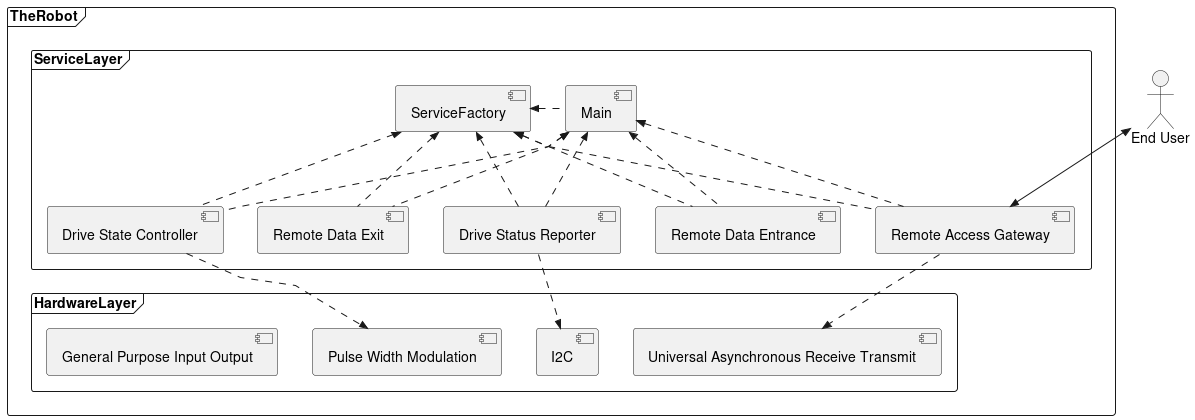 TheRobot
ServiceLayer
ServiceFactory
Main
End User
Drive State Controller
Remote Data Exit
Drive Status Reporter
Remote Data Entrance
Remote Access Gateway
HardwareLayer
General Purpose Input Output
Pulse Width Modulation
I2C
Universal Asynchronous Receive Transmit